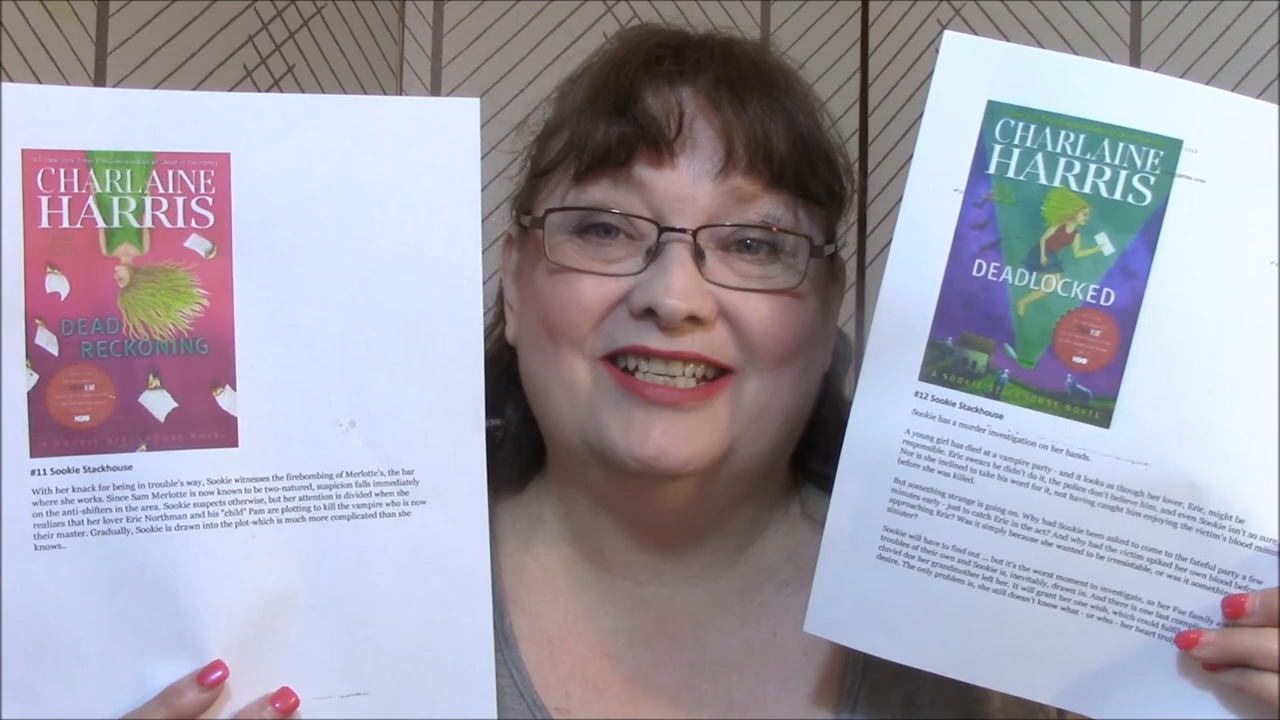 CHARLAINE
HARRIS
DEAD
RECKONING
HBO
A SOOKIE STACKHOUSE NOVEL
#11 Sookie Stackhouse
With her knack for being in trouble's way, Sookie witnesses the firebombing of Merlotte's, the bar
where she works. Since Sam Merlotte is now known to be two-natured, suspicion falls immediately
on the anti-shifters in the area. Sookie suspects otherwise, but her attention is divided when she
realizes that her lover Eric Northman and his "child" Pam are plotting to kill the vampire who is now
their master. Gradually, Sookie is drawn into the plot-which is much more complicated than she
knows..
CHARLAINE
HARRIS
DEADLOCKED
HBO
A SOOKIE STACKHOUSE NOVEL
#12 Sookie Stackhouse
Sookie has a murder investigation on her hands.
A young girl has died at a vampire party - and it looks as though her lover, Eric, might be
responsible. Eric swears he didn't do it, the police don't believe him, and even Sookie isn't so sure.
Nor is she inclined to take his word for it, not having caught him enjoying the victim's blood minutes
before she was killed.
But something strange is going on. Why had Sookie been asked to come to the fateful party a few
minutes early - just to catch Eric in the act? And why had the victim spiked her own blood before
approaching Eric? Was it simply because she wanted to be irresistible, or was it something
sinister?
Sookie will have to find out ... but it's the worst moment to investigate, as her Fae family
troubles of their own and Sookie is, inevitably, drawn in. And there is one last
cluviel dor her grandmother left her. It will grant her one wish, which could fulfil
desire. The only problem is, she still doesn't know what - or who - her heart truly